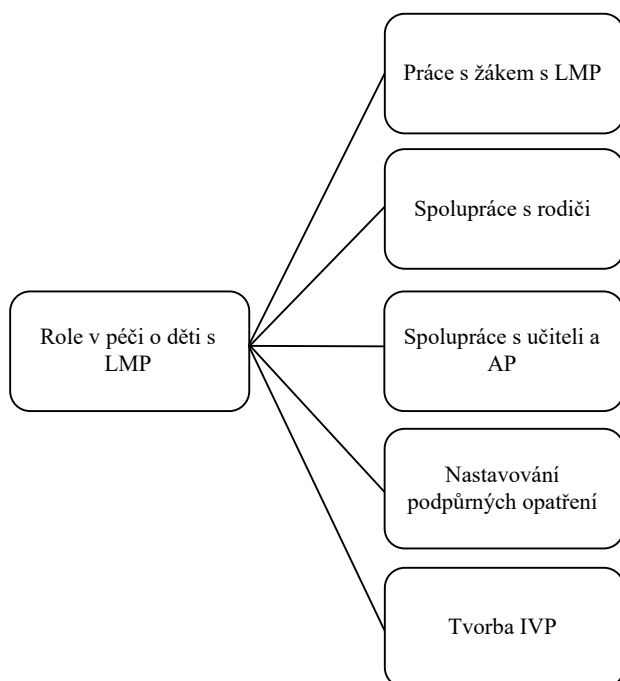 Práce s žákem s LMP
Spolupráce s rodiči
Role v péči o děti s
LMP
Spolupráce s učiteli a
AP
Nastavování
podpůrných opatření
Tvorba IVP